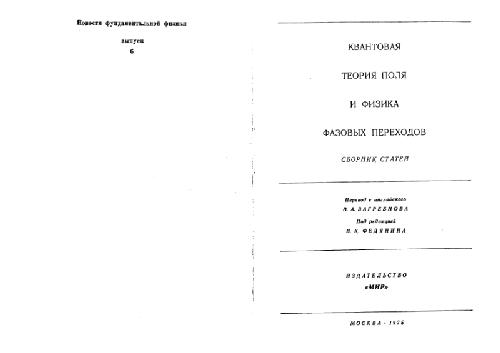 Новости фундаментальной физики
выпуск
6
КВАНТОВАЯ
ТЕОРИЯ ПОЛЯ
И ФИЗИКА
ФАЗОВЫХ ПЕРЕХОДОВ
СБОРНИК СТАТЕЙ
Перевод с английского
В. А. ЗАГРЕБНОВА
Под редакцией
В. К. ФЕДЯНИНА
ИЗДАТЕЛЬСТВО
«МИР»
МОСКВА · 1975